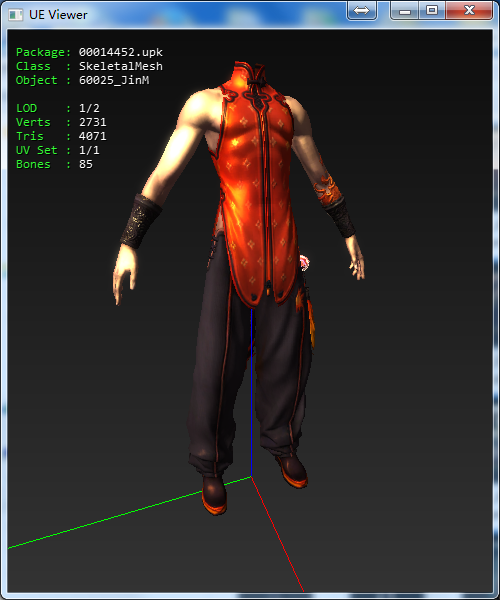 UE Viewer
Package: 00014452.upk
Class  : SkeletalMesh
Object : 60025_JinM
LOD    : 1/2
Verts  : 2731
Tris   : 4071
UV Set : 1/1
Bones  : 85